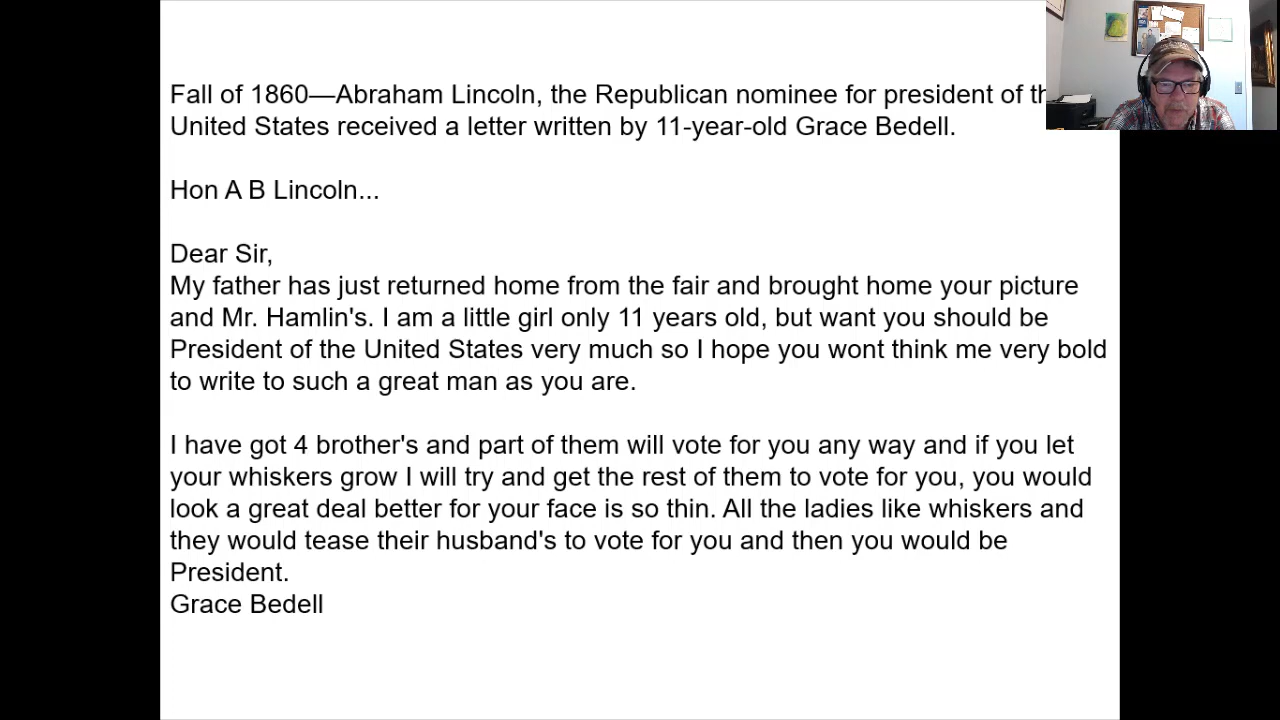 Fall of 1860—Abraham Lincoln, the Republican nominee for president of
United States received a letter written by 11-year-old Grace Bedell.
Hon A B Lincoln...
Dear Sir,
My father has just returned home from the fair and brought home your picture
and Mr. Hamlin's. I am a little girl only 11 years old, but want you should be
President of the United States very much so I hope you wont think me very bold
to write to such a great man as you are.
I have got 4 brother's and part of them will vote for you any way and if you let
your whiskers grow I will try and get the rest of them to vote for you, you would
look a great deal better for your face is so thin. All the ladies like whiskers and
they would tease their husband's to vote for you and then you would be
President.
Grace Bedell